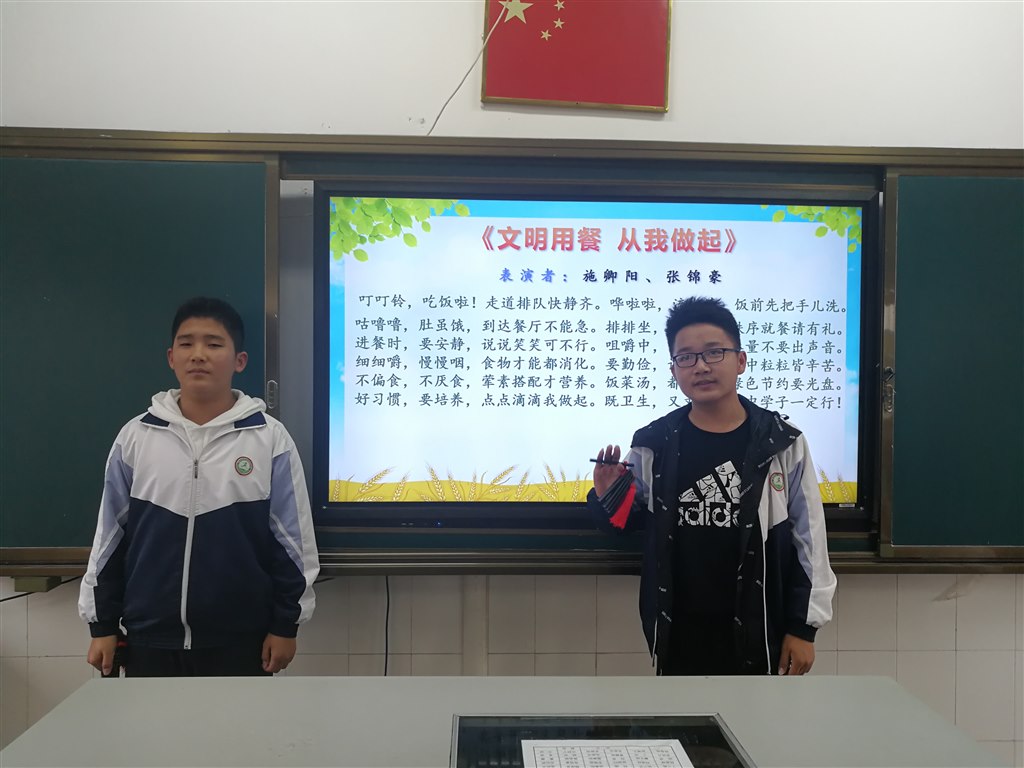 《文明用餐 从我做起》
表演者：施卿阳、张锦豪
叮叮铃，吃饭啦！走道排队快静齐。哗啦啦，饭前先把手儿洗。
咕噜噜，肚虽饿，到达餐厅不能急。排排坐，序就餐请有礼。
进餐时，要安静，说说笑笑可不行。咀嚼中，量不要出声音。
细细嚼，慢慢咽，食物才能都消化。要勤俭，中粒粒皆辛苦。
不偏食，不厌食，荤素搭配才营养。饭菜汤，色节约要光盘。
好习惯，要培养，点点滴滴我做起。既卫生，又中学子一定行！
adidas